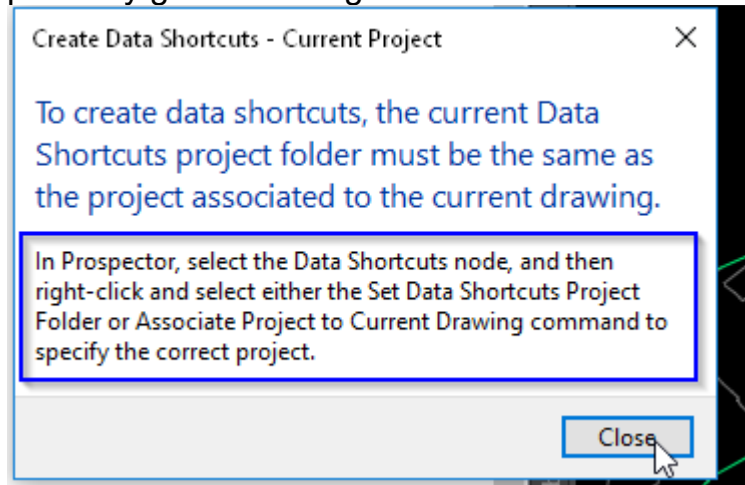 Create Data Shortcuts - Current Project
To create data shortcuts, the current Data
Shortcuts project folder must be the same as
the project associated to the current drawing.
In Prospector, select the Data Shortcuts node, and then
right-click and select either the Set Data Shortcuts Project
Folder or Associate Project to Current Drawing command to
specify the correct project.
Close